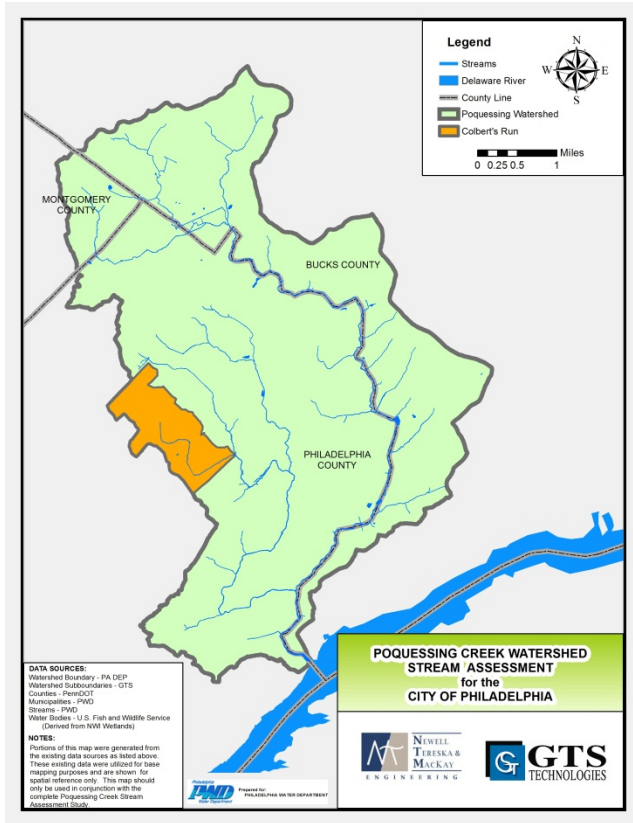 Legend
Streams
Delaware River
County Line
Poquessing Watershed
Colbert's Run
N
W E
S
Miles
0 0.25 0.5 1
MONTGOMERY
COUNTY
BUCKS COUNTY
PHILADELPHIA
COUNTY
DATA SOURCES:
Watershed Boundary - PA DEP
Watershed Subboundaries - GTS
Counties - PennDOT
Municipalities - PWD
Streams - PWD
Water Bodies - U.S. Fish and Wildlife Service
(Derived from NWI Wetlands)
NOTES:
Portions of this map were generated from
the existing data sources as listed above.
These existing data were utilized for base
mapping purposes and are shown for
spatial reference only. This map should
only be used in conjunction with the
complete Poquessing Creek Stream
Assessment Study.
Philadelphia
PWD
Water Department
Prepared for:
PHILADELPHIA WATER DEPARTMENT
POQUESSING CREEK WATERSHED
STREAM ASSESSMENT
for the
CITY OF PHILADELPHIA
NEWELL
TERESKA &
MACKAY
ENGINEERING
GTS
TECHNOLOGIES